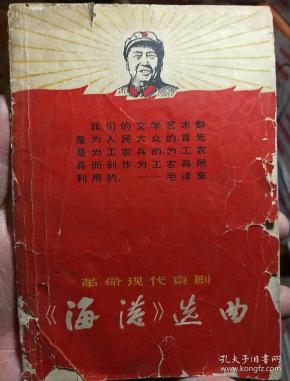 我们的文学艺术都
是为人民大众的，首先
是为工农兵的，为工农
兵而创作，为工农兵所
利用的。——毛泽东
革命现代京剧
《海港》选曲
孔夫子旧书网